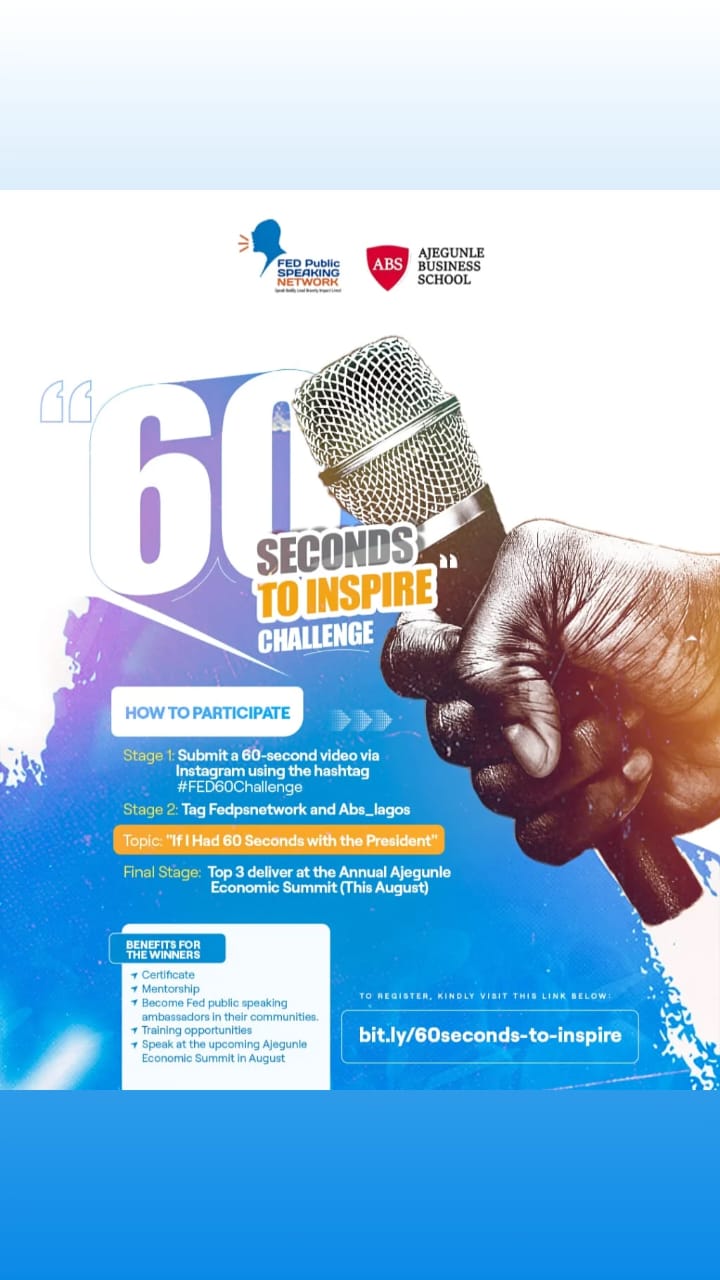 FED Public
SPEAKING
NETWORK
ABS
AJEGUNLE
BUSINESS
SCHOOL
“60
SECONDS
TO INSPIRE”
CHALLENGE
HOW TO PARTICIPATE
Stage 1: Submit a 60-second video via
Instagram using the hashtag
#FED60Challenge
Stage 2: Tag Fedpsnetwork and Abs_lagos
Topic: "If I Had 60 Seconds with the President"
Final Stage: Top 3 deliver at the Annual Ajegunle
Economic Summit (This August)
BENEFITS FOR
THE WINNERS
Certificate
Mentorship
Become Fed public speaking
ambassadors in their communities.
Training opportunities
Speak at the upcoming Ajegunle
Economic Summit in August
TO REGISTER, KINDLY VISIT THIS LINK BELOW:
bit.ly/60seconds-to-inspire